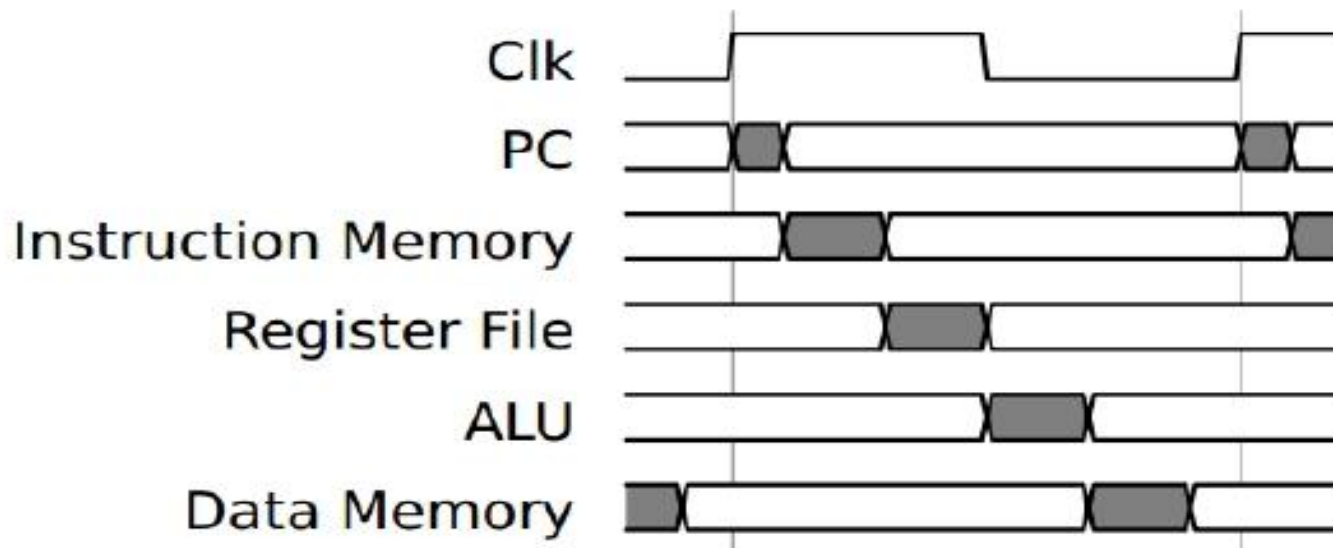 Clk
PC
Instruction Memory
Register File
ALU
Data Memory